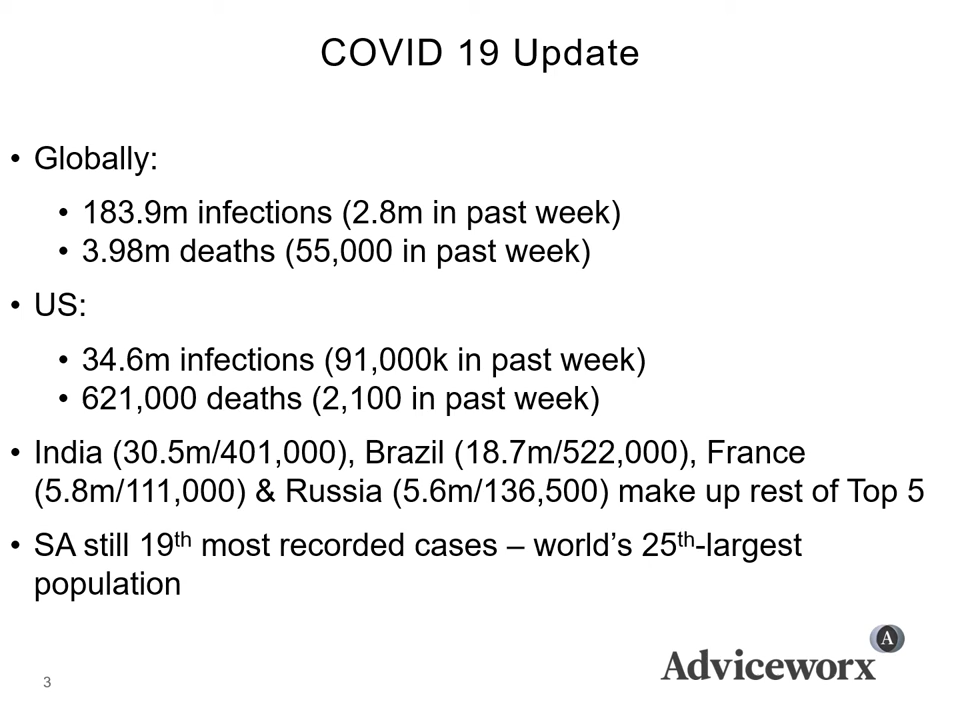 COVID 19 Update
• Globally:
• 183.9m infections (2.8m in past week)
• 3.98m deaths (55,000 in past week)
• US:
• 34.6m infections (91,000k in past week)
• 621,000 deaths (2,100 in past week)
• India (30.5m/401,000), Brazil (18.7m/522,000), France
(5.8m/111,000) & Russia (5.6m/136,500) make up rest of Top 5
• SA still 19th most recorded cases – world’s 25th-largest
population
A
Adviceworx
3